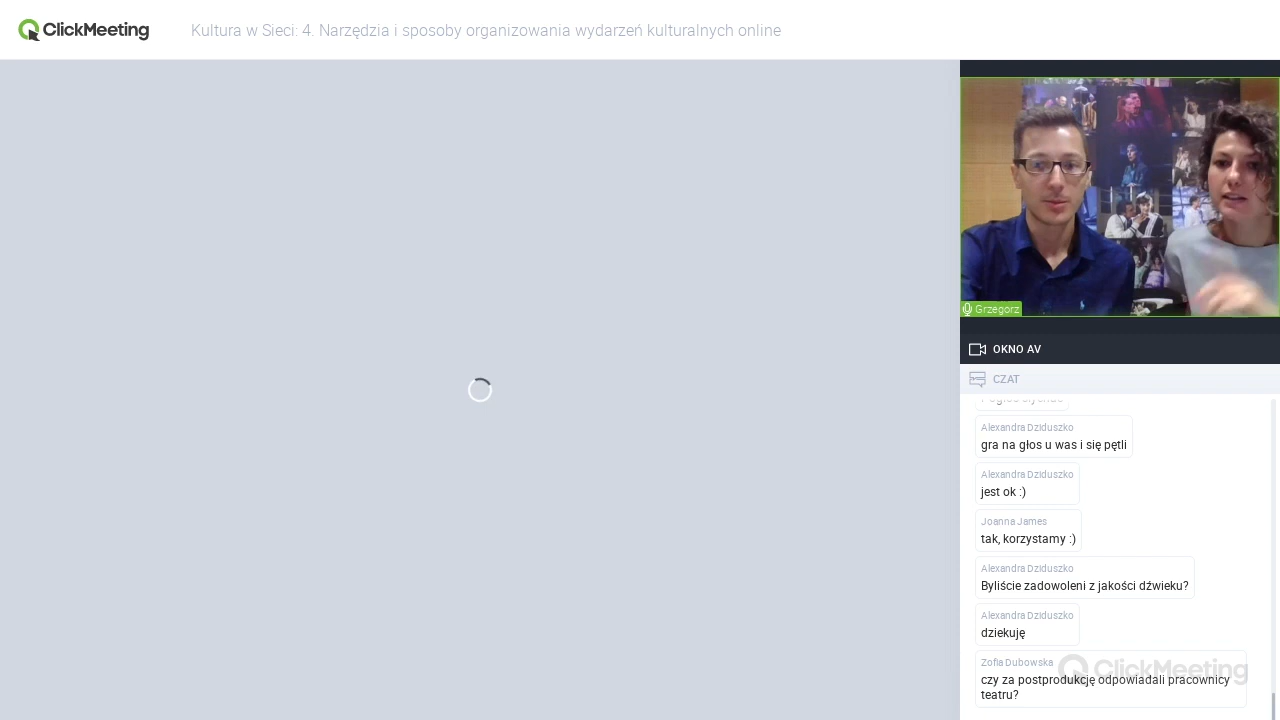 ClickMeeting
Kultura w Sieci: 4. Narzędzia i sposoby organizowania wydarzeń kulturalnych online
Grzegorz
OKNO AV
CZAT
Alexandra Dziduszko
gra na głos u was i się pętli
Alexandra Dziduszko
jest ok :)
Joanna James
tak, korzystamy :)
Alexandra Dziduszko
Byliście zadowoleni z jakości dźwieku?
Alexandra Dziduszko
dziekuję
Zofia Dubowska
czy za postprodukcję odpowiadali pracownicy
teatru?
ClickMeeting